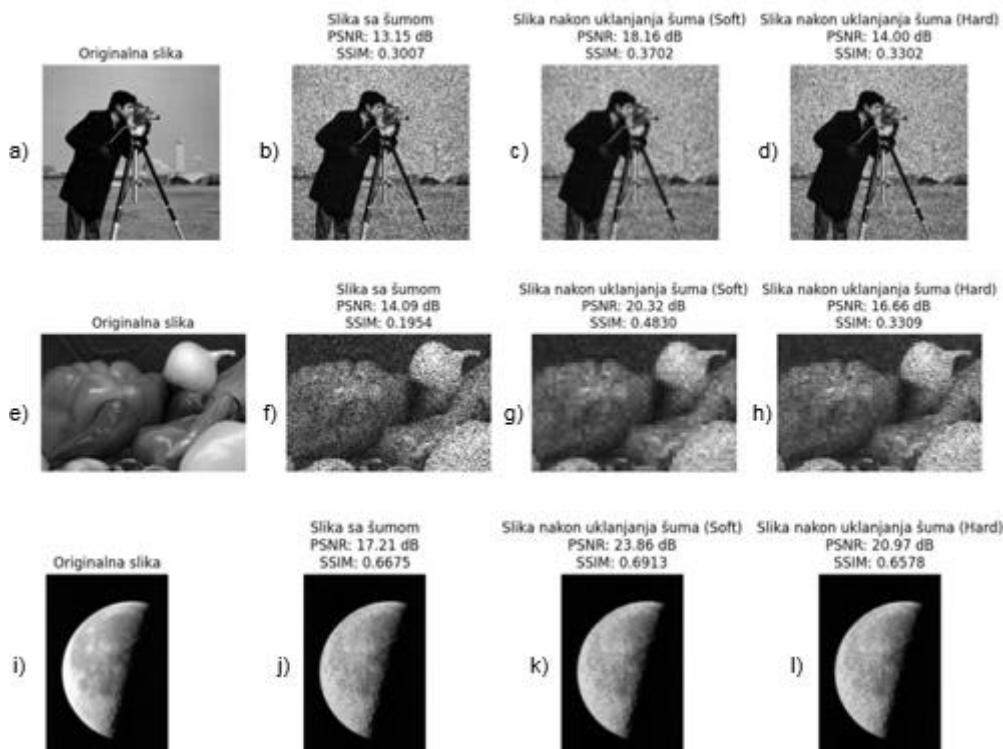 Originalna slika
Slika sa šumom
PSNR: 13.15 dB
SSIM: 0.3007
Slika nakon uklanjanja šuma (Soft)
PSNR: 18.16 dB
SSIM: 0.3702
Slika nakon uklanjanja šuma (Hard)
PSNR: 14.00 dB
SSIM: 0.3302
a)
b)
c)
d)
Originalna slika
Slika sa šumom
PSNR: 14.09 dB
SSIM: 0.1954
Slika nakon uklanjanja šuma (Soft)
PSNR: 20.32 dB
SSIM: 0.4830
Slika nakon uklanjanja šuma (Hard)
PSNR: 16.66 dB
SSIM: 0.3309
e)
f)
g)
h)
Originalna slika
Slika sa šumom
PSNR: 17.21 dB
SSIM: 0.6675
Slika nakon uklanjanja šuma (Soft)
PSNR: 23.86 dB
SSIM: 0.6913
Slika nakon uklanjanja šuma (Hard)
PSNR: 20.97 dB
SSIM: 0.6578
i)
j)
k)
l)